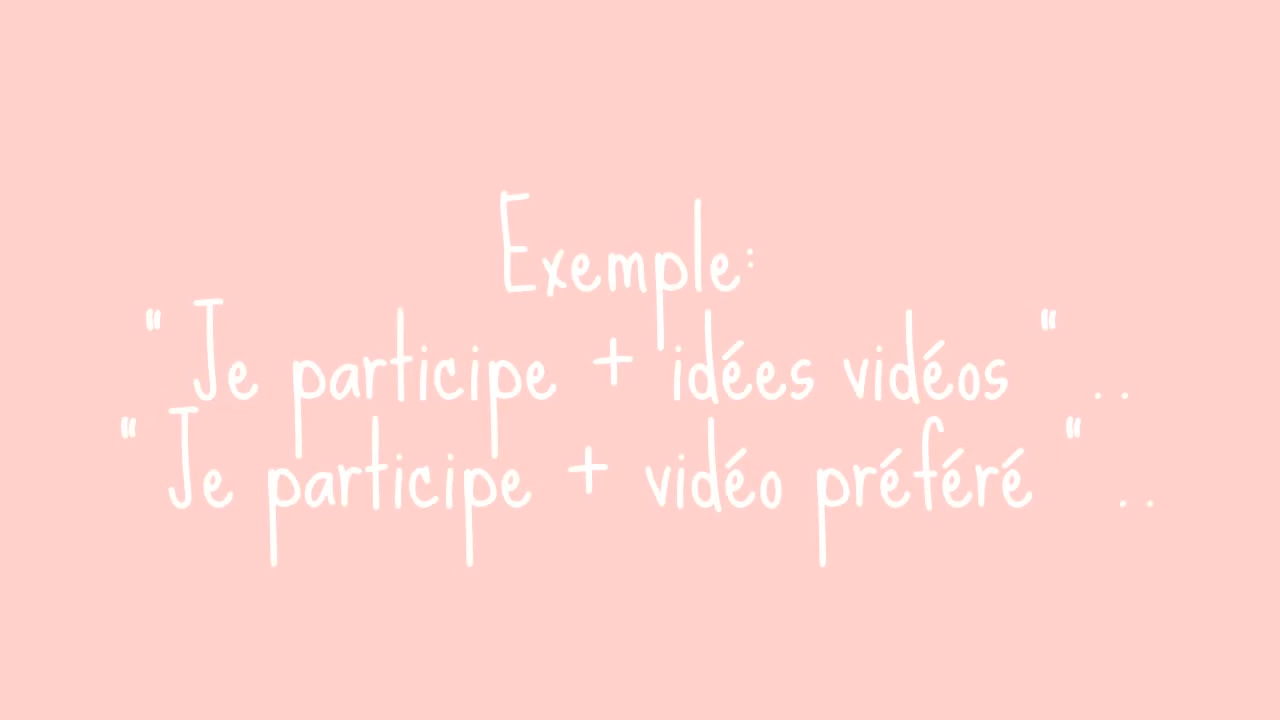 Exemple:
" Je participe + idées vidéos " ..
" Je participe + vidéo préféré " ..